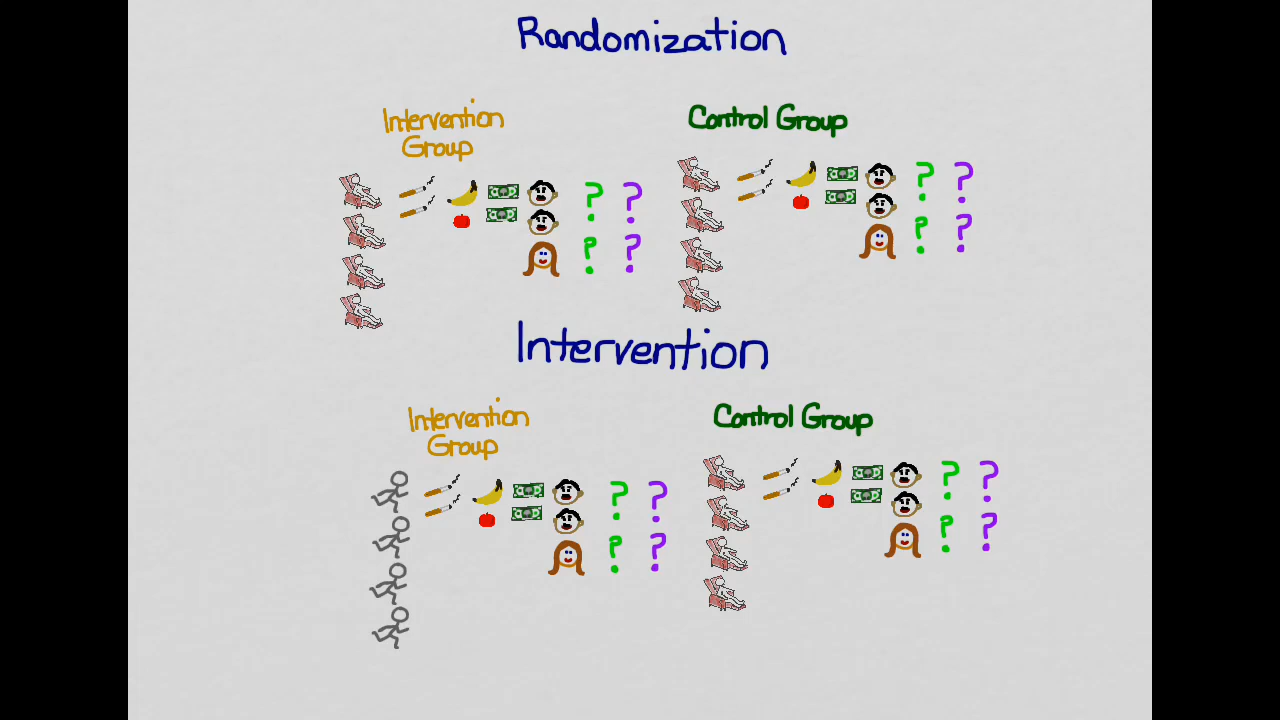 Randomization
Intervention
Group
Control Group
? ?
? ?
? ?
? ?
Intervention
Intervention
Group
Control Group
? ?
? ?
? ?
? ?